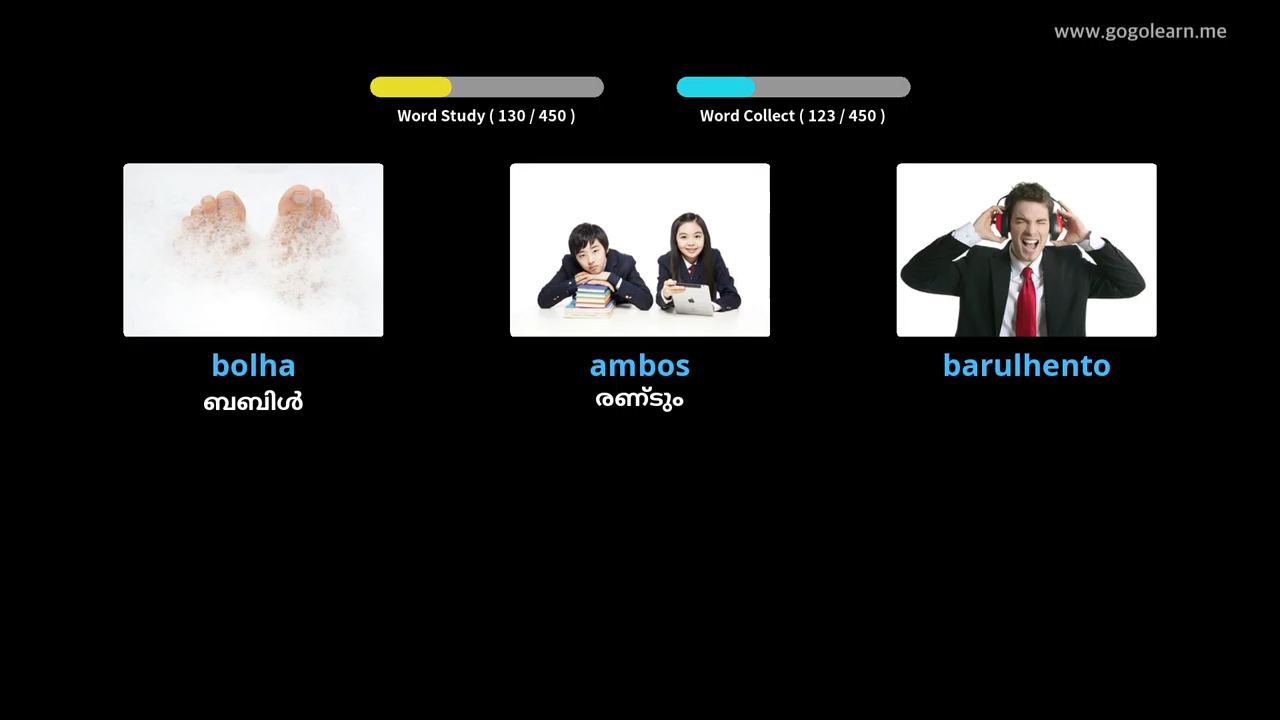 www.gogolearn.me
Word Study ( 130 / 450 )
Word Collect ( 123 / 450 )
bolha
ബബിൾ
ambos
രണ്ടും
barulhento